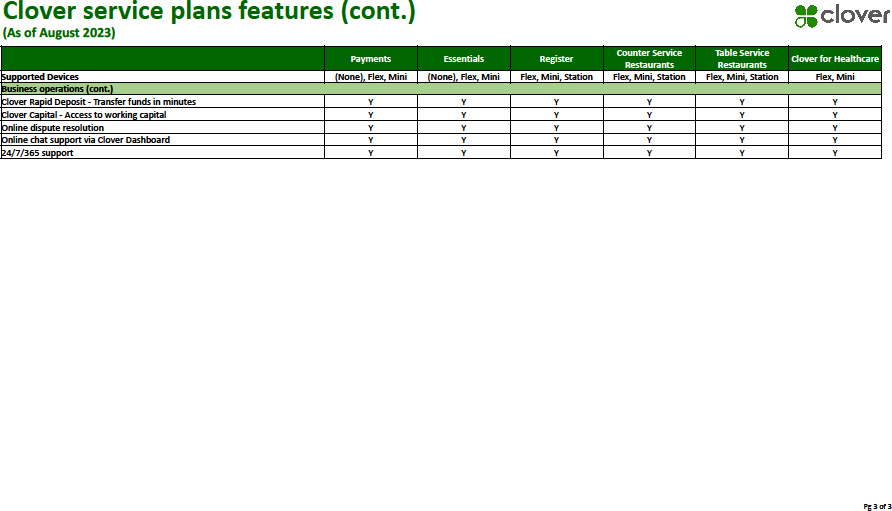 Clover service plans features (cont.)
(As of August 2023)
clover
Payments Essentials Register Counter Service Restaurants Table Service Restaurants Clover for Healthcare
Supported Devices (None), Flex, Mini (None), Flex, Mini Flex, Mini, Station Flex, Mini, Station Flex, Mini, Station Flex, Mini
Business operations (cont.)
Clover Rapid Deposit - Transfer funds in minutes Y Y Y Y Y Y
Clover Capital - Access to working capital Y Y Y Y Y Y
Online dispute resolution Y Y Y Y Y Y
Online chat support via Clover Dashboard Y Y Y Y Y Y
24/7/365 support Y Y Y Y Y Y
Pg 3 of 3